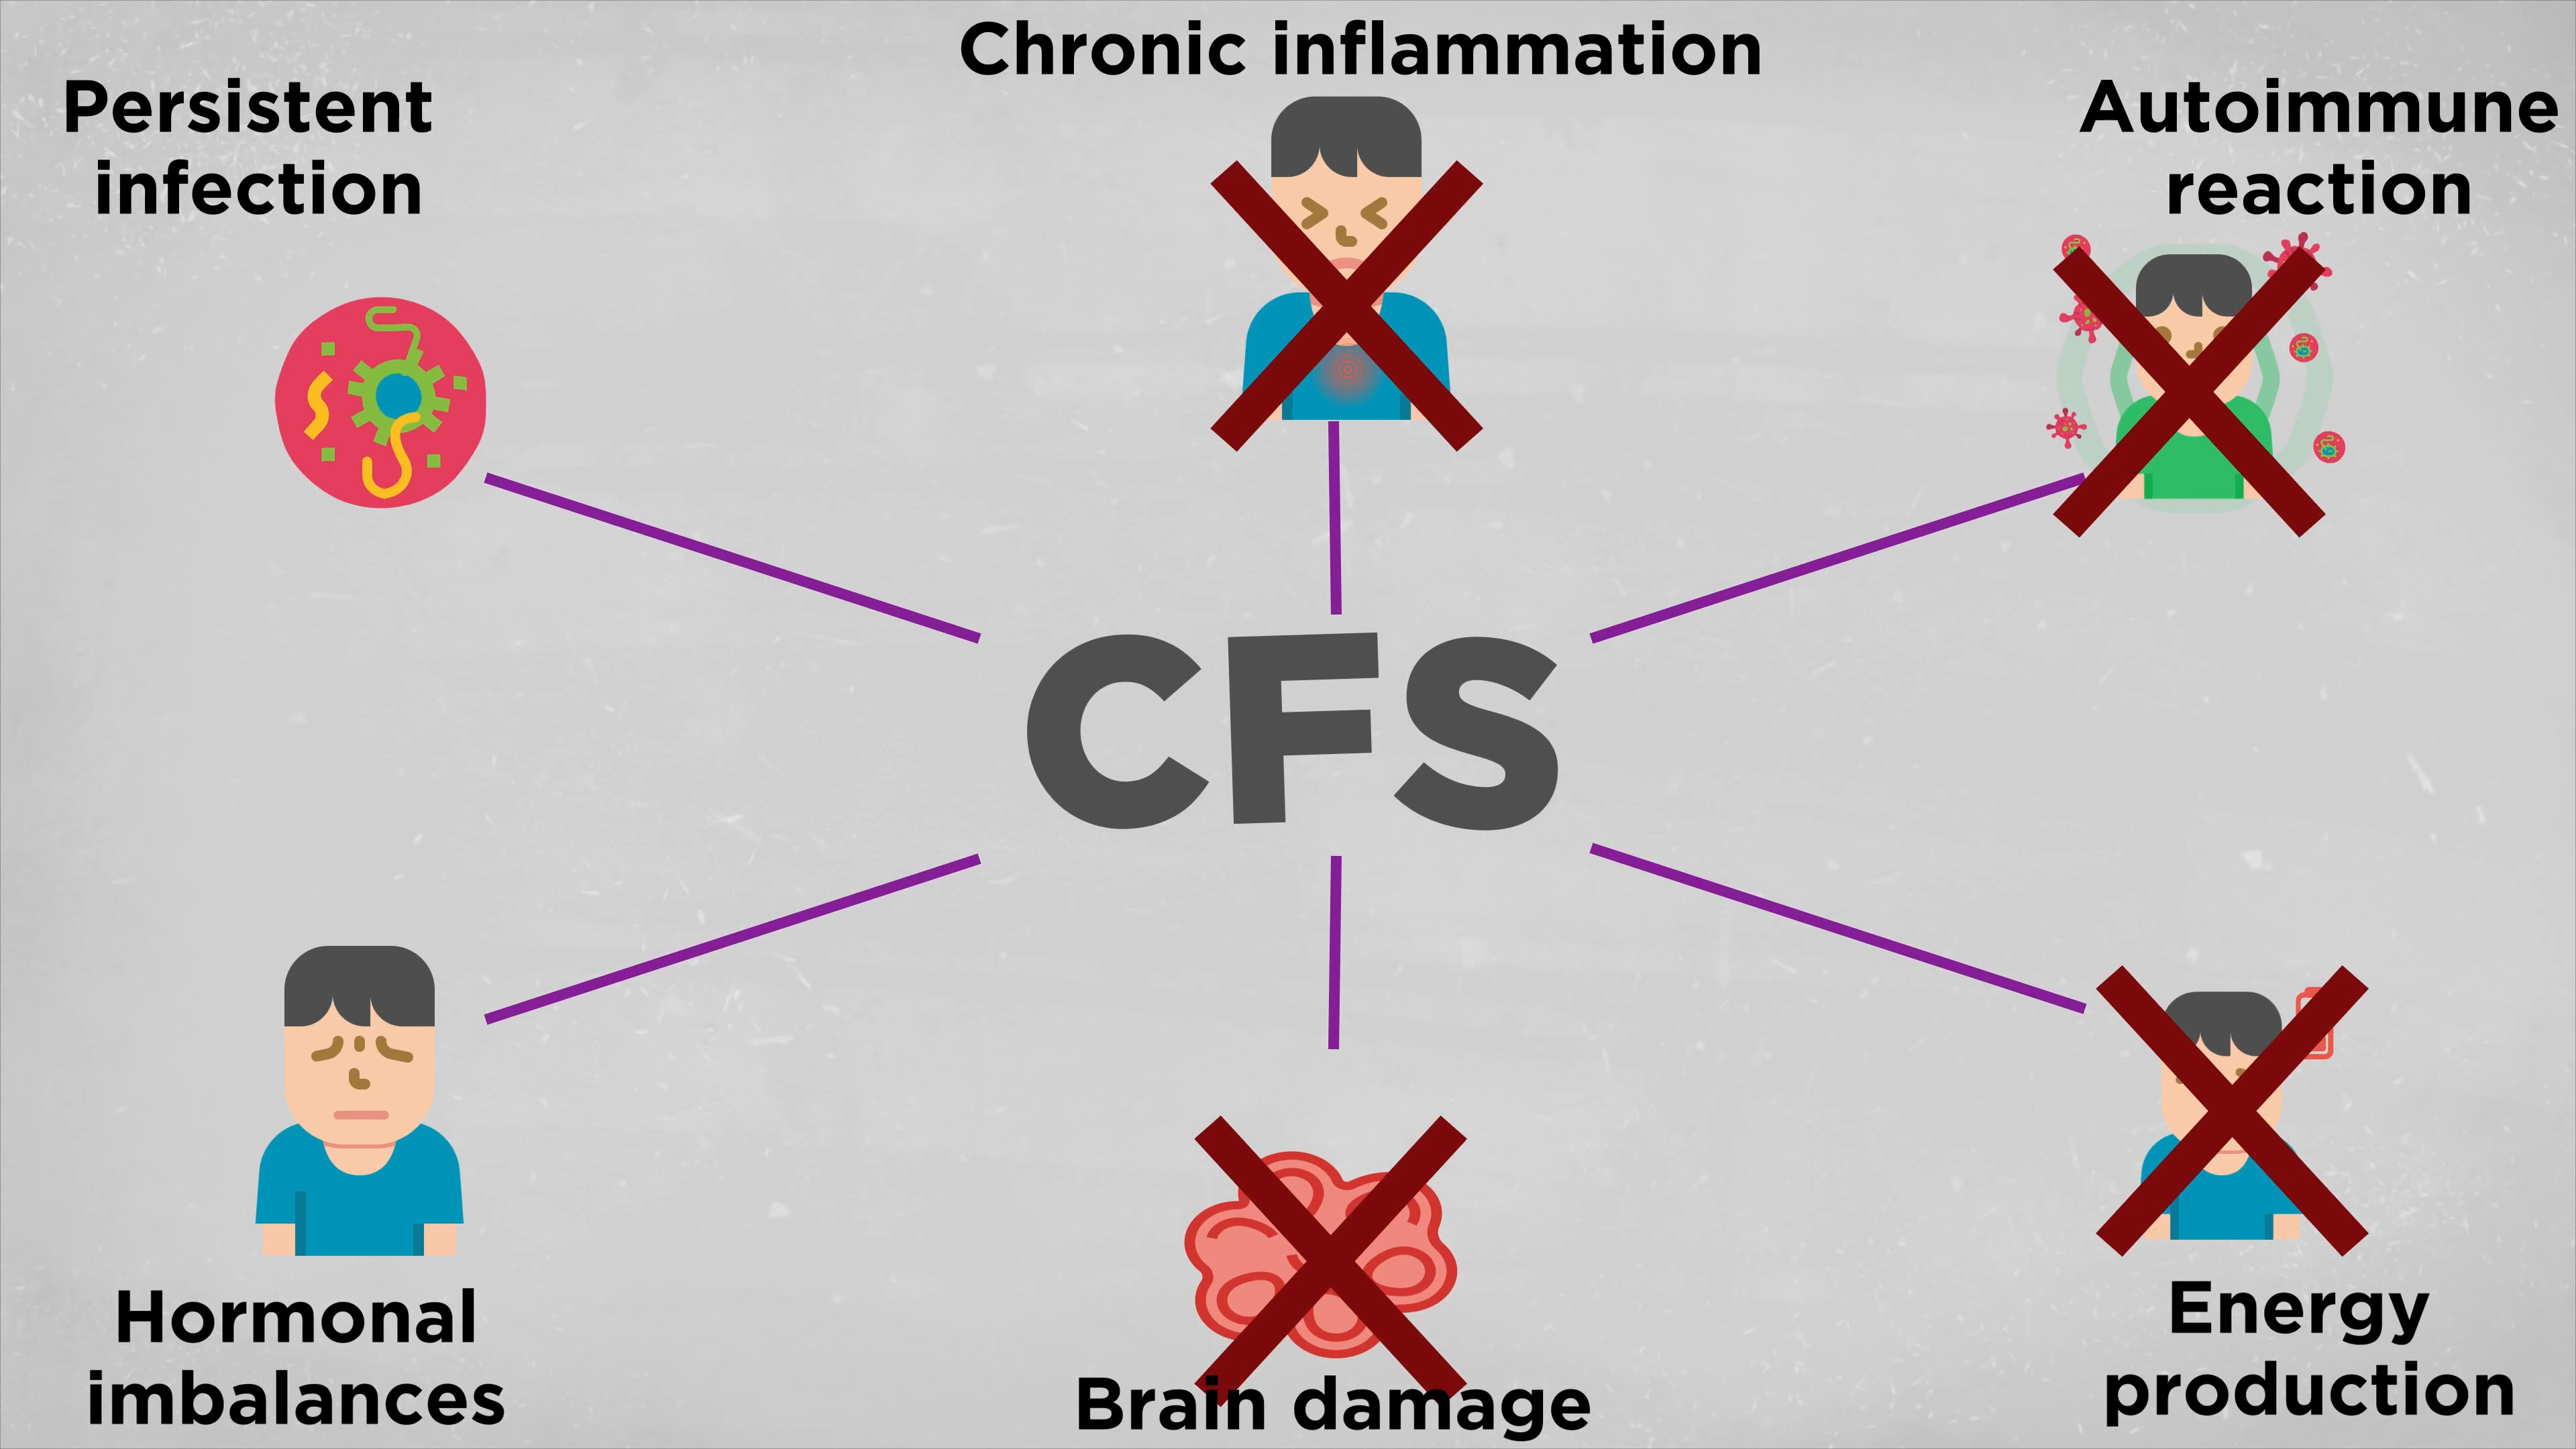 Chronic inflammation
Persistent
infection
Autoimmune
reaction
CFS
Hormonal
imbalances
Brain damage
Energy
production